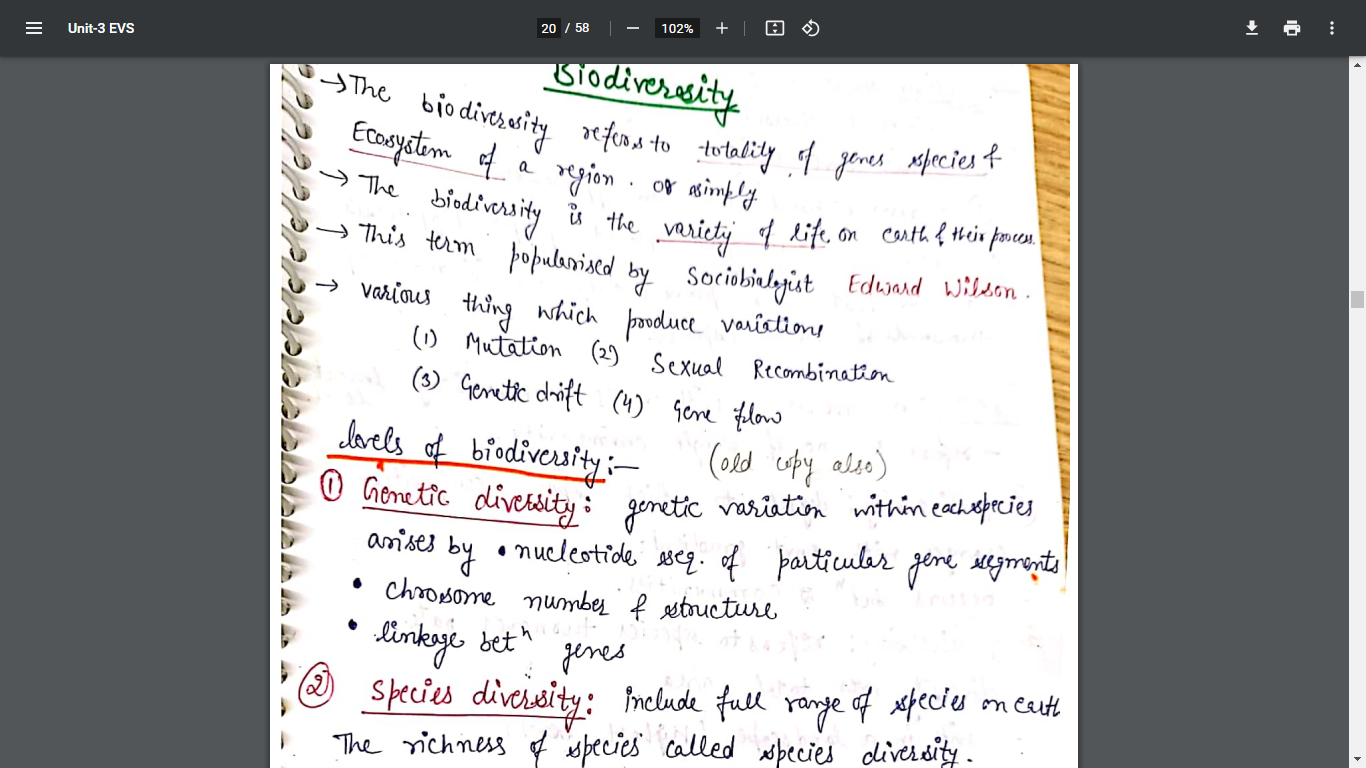 Unit-3 EVS
20 / 58
102%
Biodiversity
→ The biodiversity refers to totality of genes species &
Ecosystem of a region. or simply
→ The biodiversity is the variety of life on earth & their process.
→ This term popularised by Sociobialogist Edward Wilson.
→ various thing which produce variations
(1) Mutation (2) Sexual Recombination
(3) Genetic drift (4) Gene flow
levels of biodiversity:— (old copy also)
① Genetic diversity: genetic variation within each species
arises by • nucleotide seq. of particular gene segments
• chrosome number & structure
• linkage betn genes
② Species diversity: include full range of species on earth
The richness of species called species diversity.